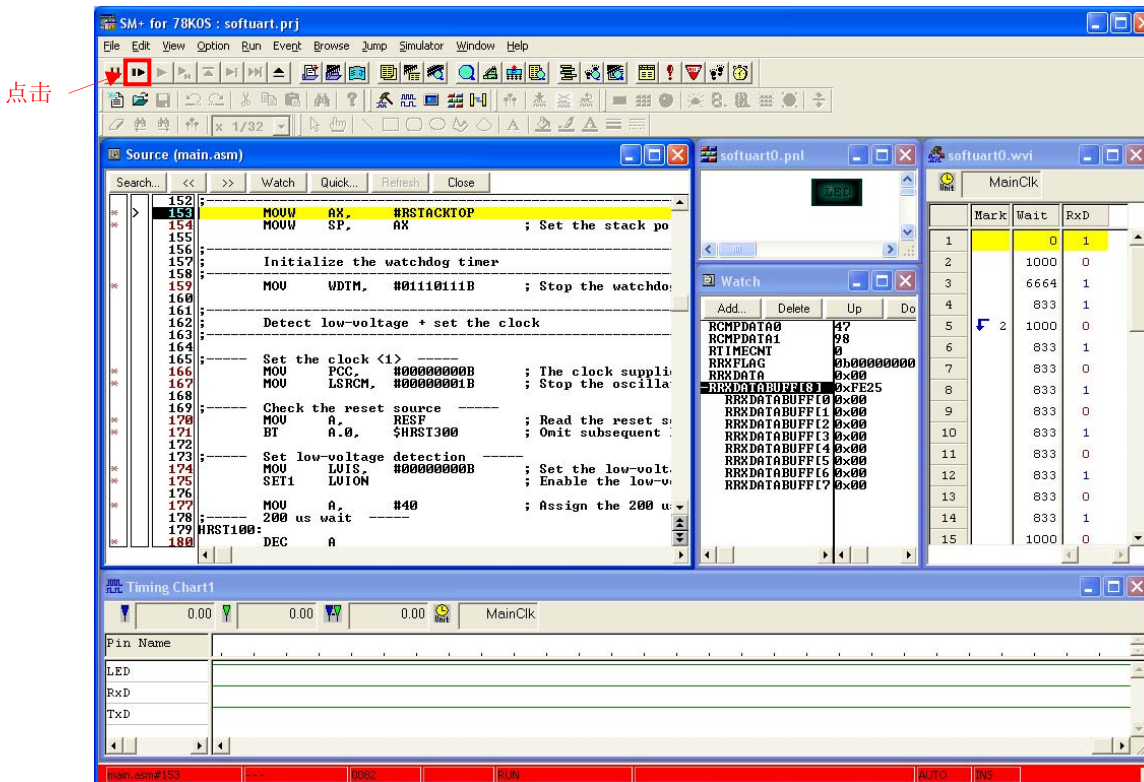 SM+ for 78K0S : softuart.prj
File Edit View Option Run Event Browse Jump Simulator Window Help
点击
x 1/32
Source (main.asm)
Search... << >> Watch Quick... Refresh Close
152 ;-----------------------------------------------------------------------
153 MOVW AX, #RSTACKTOP
154 MOVW SP, AX ; Set the stack po
155
156 ;-----------------------------------------------------------------------
157 ; Initialize the watchdog timer
158 ;-----------------------------------------------------------------------
159 MOV WDTM, #01110111B ; Stop the watchdo
160
161 ;-----------------------------------------------------------------------
162 ; Detect low-voltage + set the clock
163 ;-----------------------------------------------------------------------
164
165 ;----- Set the clock <1> -----
166 MOV PCC, #00000000B ; The clock suppli
167 MOV LSRCM, #00000001B ; Stop the oscilla
168
169 ;----- Check the reset source -----
170 MOV A, RESF ; Read the reset s
171 BT A.0, $HRST300 ; Omit subsequent
172
173 ;----- Set low-voltage detection -----
174 MOV LVIS, #00000000B ; Set the low-volt
175 SET1 LVION ; Enable the low-v
176
177 MOV A, #40 ; Assign the 200 u
178 ;----- 200 us wait -----
179 HRST100:
180 DEC A
softuart0.pnl
LED
Watch
Add... Delete Up Do
RCMPDATA0 47
RCMPDATA1 98
RTIMECNT 0
RRXFLAG 0b00000000
RRXDATA 0x00
-RRXDATABUFF[8] 0xFE25
RRXDATABUFF[0 0x00
RRXDATABUFF[1 0x00
RRXDATABUFF[2 0x00
RRXDATABUFF[3 0x00
RRXDATABUFF[4 0x00
RRXDATABUFF[5 0x00
RRXDATABUFF[6 0x00
RRXDATABUFF[7 0x00
softuart0.wvi
Unit MainClk
Mark Wait RxD
1 0 1
2 1000 0
3 6664 1
4 833 1
5 2 1000 0
6 833 1
7 833 0
8 833 1
9 833 0
10 833 1
11 833 0
12 833 1
13 833 0
14 833 1
15 1000 0
Timing Chart1
0.00 0.00 0.00 Unit MainClk
Pin Name
LED
RxD
TxD
main.asm#153 --- 0082 RUN AUTO INS